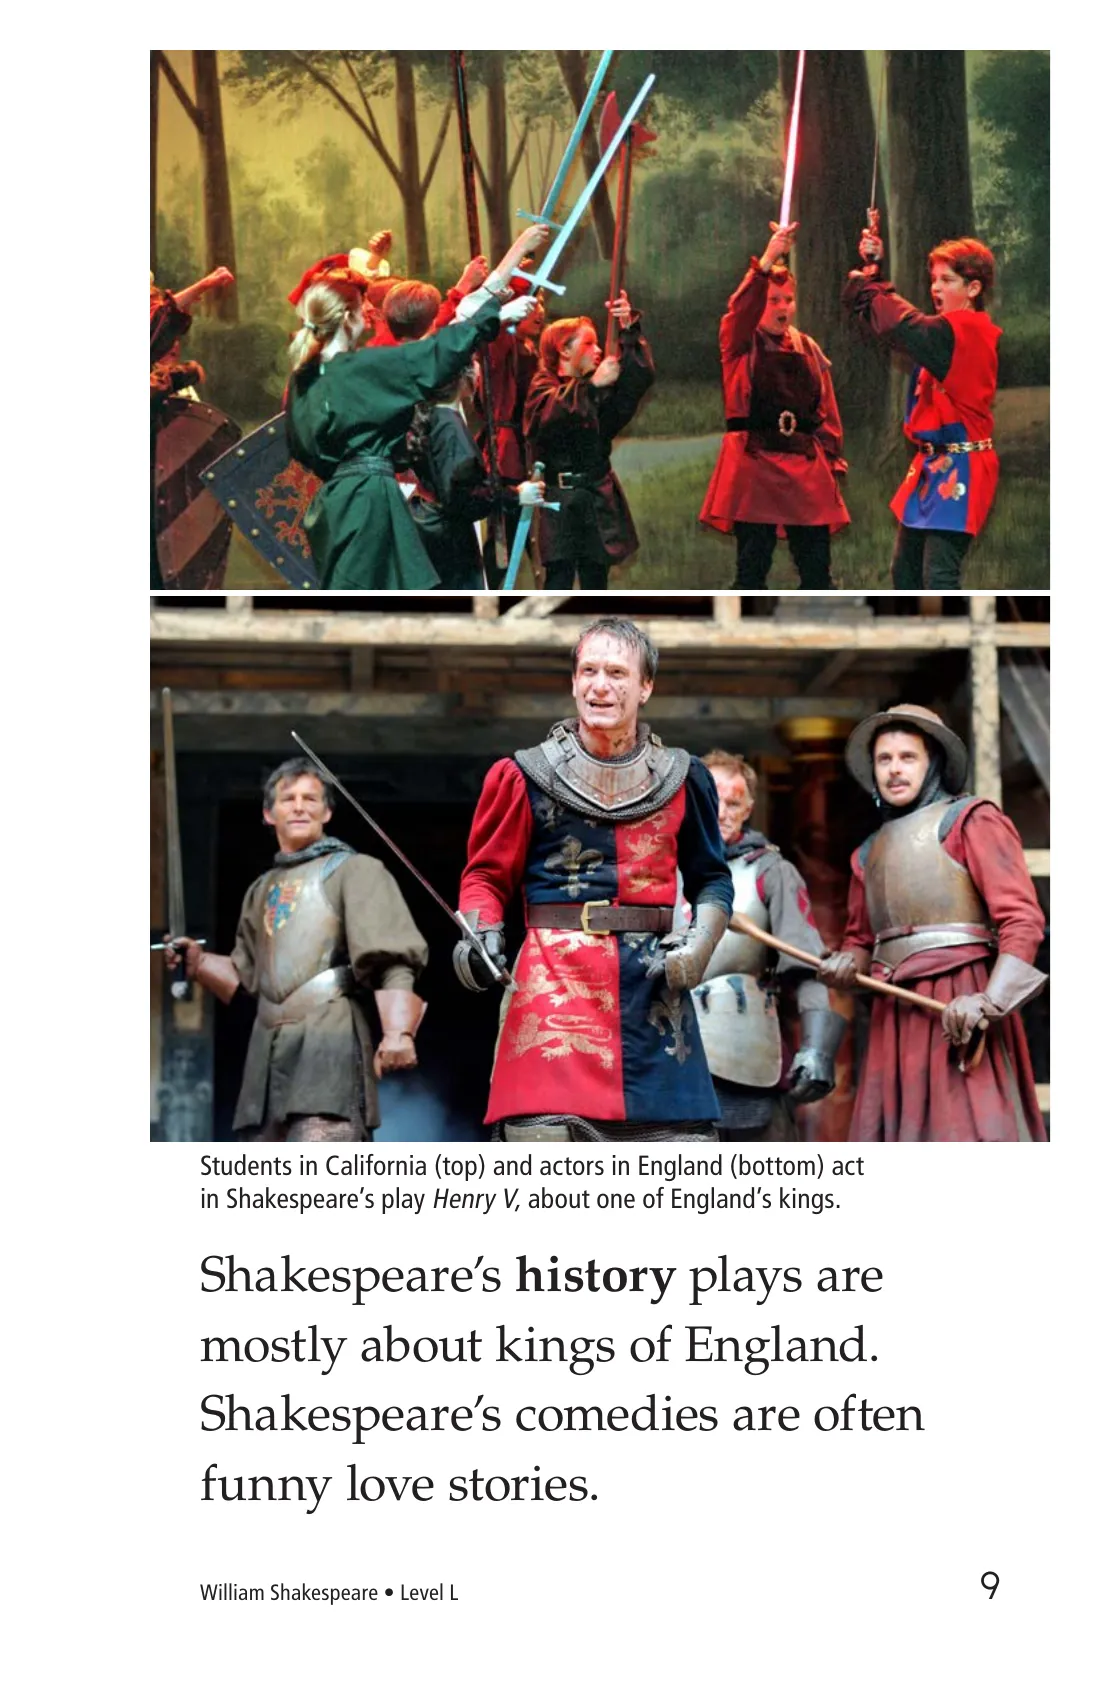 Students in California (top) and actors in England (bottom) act
in Shakespeare's play Henry V, about one of England's kings.
Shakespeare's history plays are
mostly about kings of England.
Shakespeare's comedies are often
funny love stories.
William Shakespeare • Level L
9